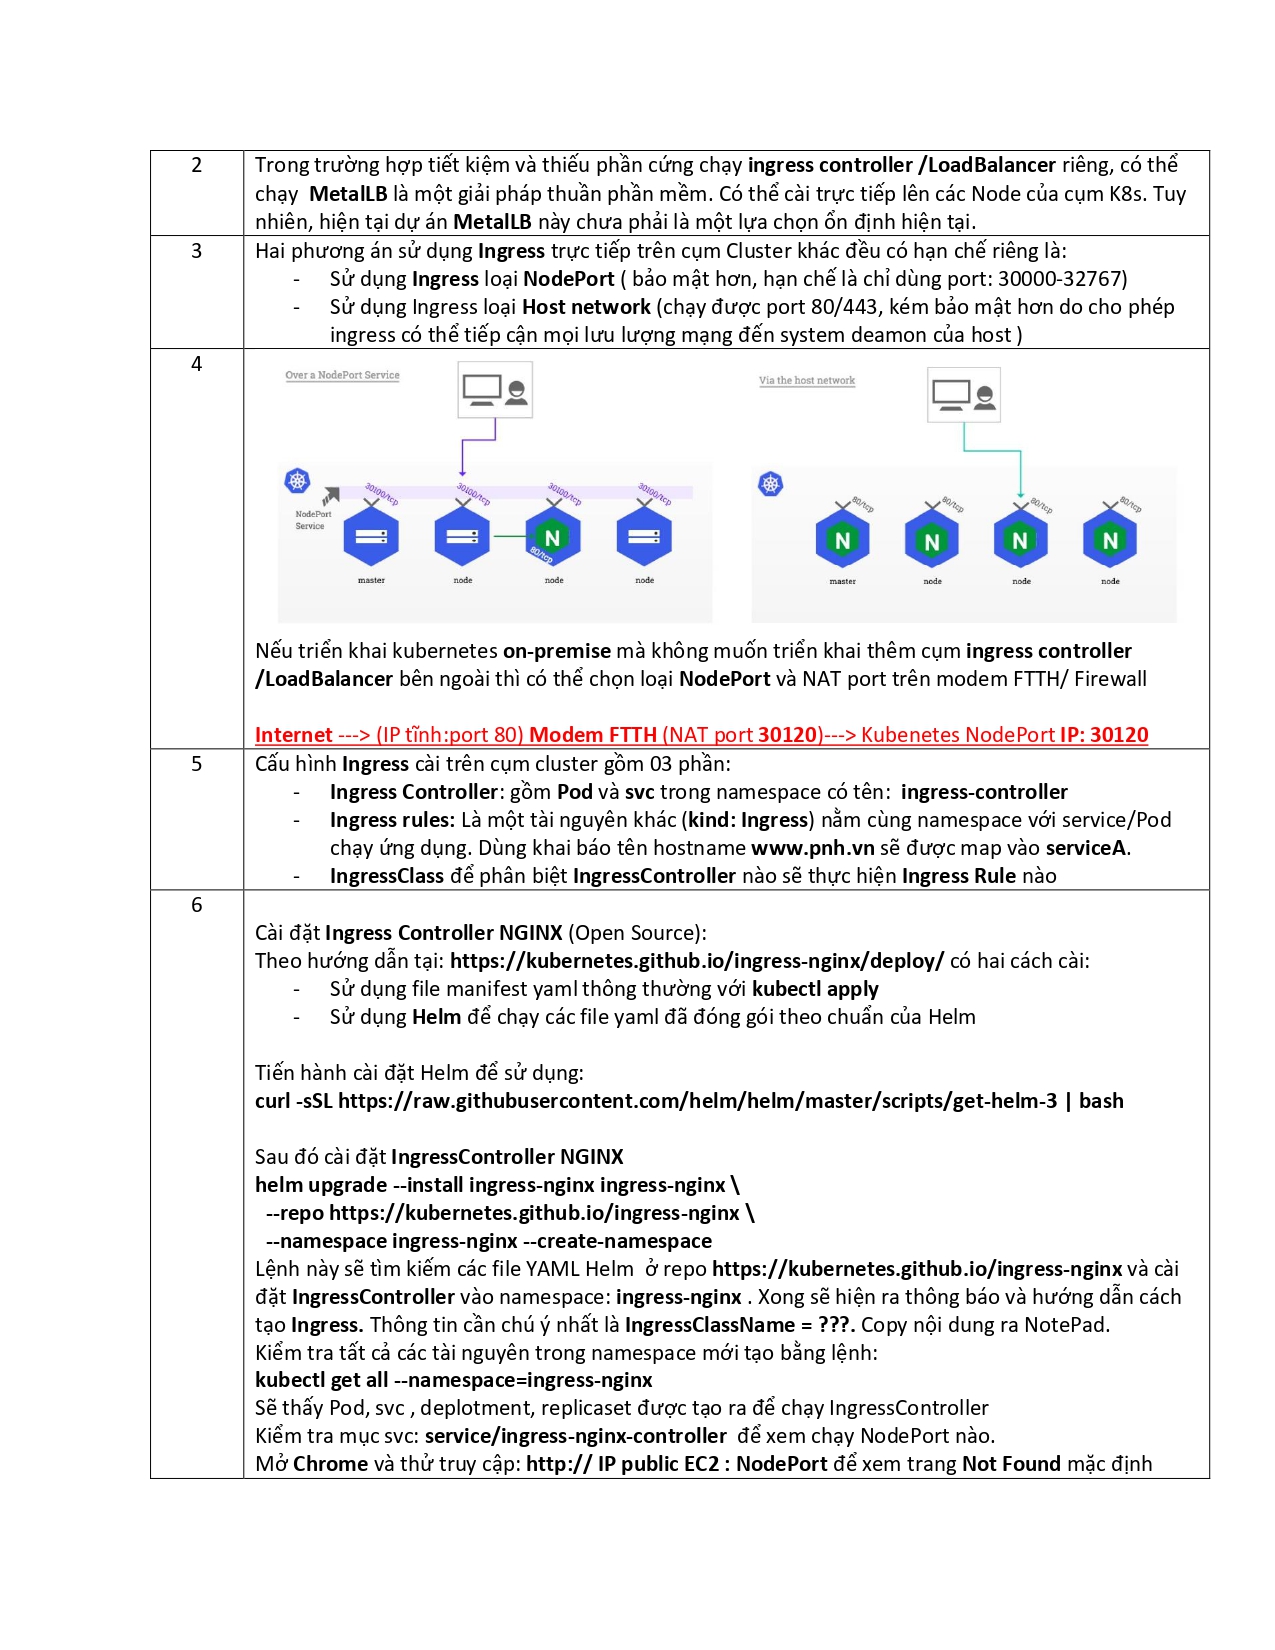 2
Trong trường hợp tiết kiệm và thiếu phần cứng chạy ingress controller /LoadBalancer riêng, có thể
chạy  MetalLB là một giải pháp thuần phần mềm. Có thể cài trực tiếp lên các Node của cụm K8s. Tuy
nhiên, hiện tại dự án MetalLB này chưa phải là một lựa chọn ổn định hiện tại.
3
Hai phương án sử dụng Ingress trực tiếp trên cụm Cluster khác đều có hạn chế riêng là:
- Sử dụng Ingress loại NodePort ( bảo mật hơn, hạn chế là chỉ dùng port: 30000-32767)
- Sử dụng Ingress loại Host network (chạy được port 80/443, kém bảo mật hơn do cho phép
ingress có thể tiếp cận mọi lưu lượng mạng đến system deamon của host )
4
Over a NodePort Service
NodePort
Service
30100/tcp
30100/tcp
30100/tcp
30100/tcp
N
80/tcp
master
node
node
node
Via the host network
80/tcp
80/tcp
80/tcp
80/tcp
N
N
N
N
master
node
node
node
Nếu triển khai kubernetes on-premise mà không muốn triển khai thêm cụm ingress controller
/LoadBalancer bên ngoài thì có thể chọn loại NodePort và NAT port trên modem FTTH/ Firewall
Internet ---> (IP tĩnh:port 80) Modem FTTH (NAT port 30120)---> Kubenetes NodePort IP: 30120
5
Cấu hình Ingress cài trên cụm cluster gồm 03 phần:
- Ingress Controller: gồm Pod và svc trong namespace có tên:  ingress-controller
- Ingress rules: Là một tài nguyên khác (kind: Ingress) nằm cùng namespace với service/Pod
chạy ứng dụng. Dùng khai báo tên hostname www.pnh.vn sẽ được map vào serviceA.
- IngressClass để phân biệt IngressController nào sẽ thực hiện Ingress Rule nào
6
Cài đặt Ingress Controller NGINX (Open Source):
Theo hướng dẫn tại: https://kubernetes.github.io/ingress-nginx/deploy/ có hai cách cài:
- Sử dụng file manifest yaml thông thường với kubectl apply
- Sử dụng Helm để chạy các file yaml đã đóng gói theo chuẩn của Helm
Tiến hành cài đặt Helm để sử dụng:
curl -sSL https://raw.githubusercontent.com/helm/helm/master/scripts/get-helm-3 | bash
Sau đó cài đặt IngressController NGINX
helm upgrade --install ingress-nginx ingress-nginx \
--repo https://kubernetes.github.io/ingress-nginx \
--namespace ingress-nginx --create-namespace
Lệnh này sẽ tìm kiếm các file YAML Helm  ở repo https://kubernetes.github.io/ingress-nginx và cài
đặt IngressController vào namespace: ingress-nginx . Xong sẽ hiện ra thông báo và hướng dẫn cách
tạo Ingress. Thông tin cần chú ý nhất là IngressClassName = ???. Copy nội dung ra NotePad.
Kiểm tra tất cả các tài nguyên trong namespace mới tạo bằng lệnh:
kubectl get all --namespace=ingress-nginx
Sẽ thấy Pod, svc , deplotment, replicaset được tạo ra để chạy IngressController
Kiểm tra mục svc: service/ingress-nginx-controller  để xem chạy NodePort nào.
Mở Chrome và thử truy cập: http:// IP public EC2 : NodePort để xem trang Not Found mặc định